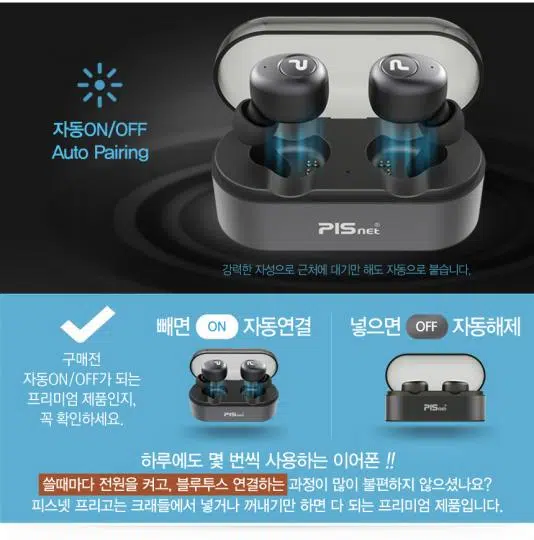 자동ON/OFF
Auto Pairing
PISnet®
강력한 자성으로 근처에 대기만 해도 자동으로 붙습니다.
빼면 ON 자동연결
넣으면 OFF 자동해제
구매전
자동ON/OFF가 되는
프리미엄 제품인지,
꼭 확인하세요.
PISnet
PISnet
하루에도 몇 번씩 사용하는 이어폰 !!
쓸때마다 전원을 켜고, 블루투스 연결하는 과정이 많이 불편하지 않으셨나요?
피스넷 프리고는 크래들에서 넣거나 꺼내기만 하면 다 되는 프리미엄 제품입니다.